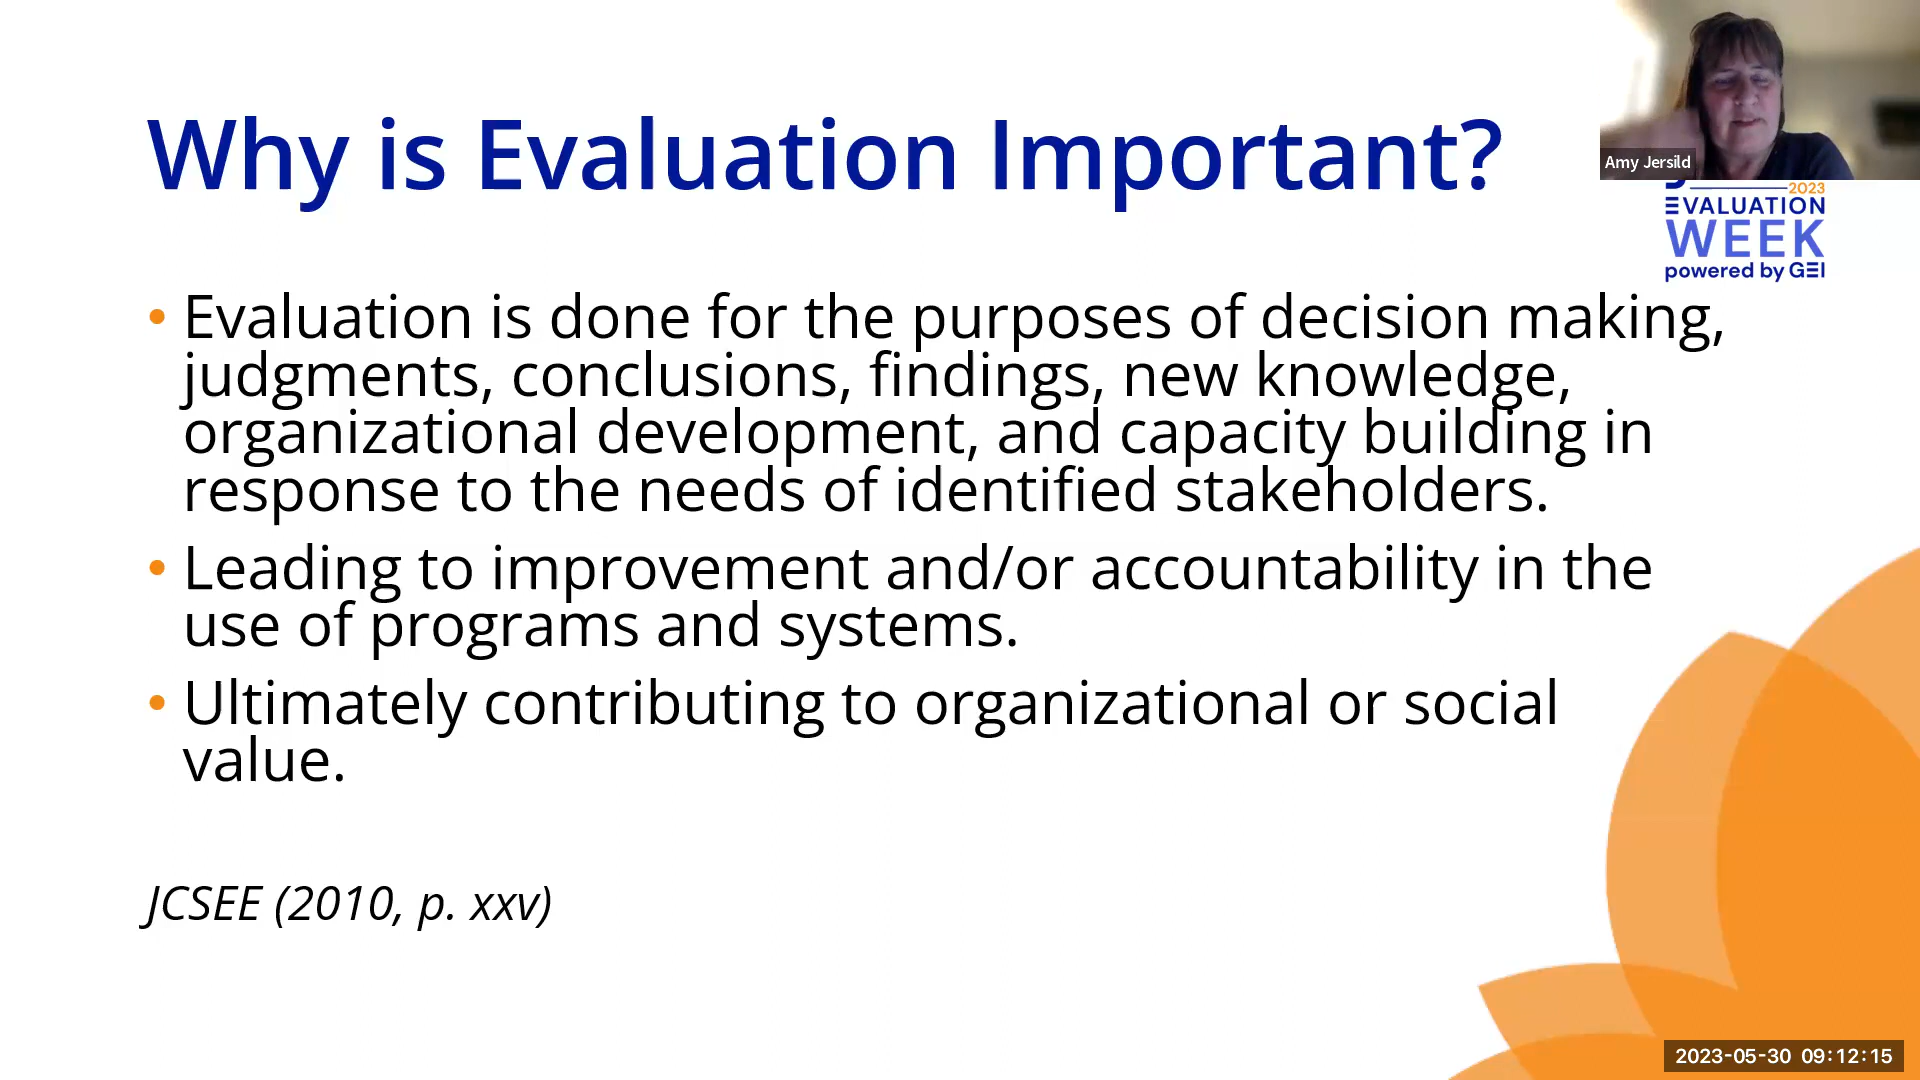 Why is Evaluation Important?
Amy Jersild
2023
EVALUATION
WEEK
powered by GEI
• Evaluation is done for the purposes of decision making,
judgments, conclusions, findings, new knowledge,
organizational development, and capacity building in
response to the needs of identified stakeholders.
• Leading to improvement and/or accountability in the
use of programs and systems.
• Ultimately contributing to organizational or social
value.
JCSEE (2010, p. xxv)
2023-05-30 09:12:15